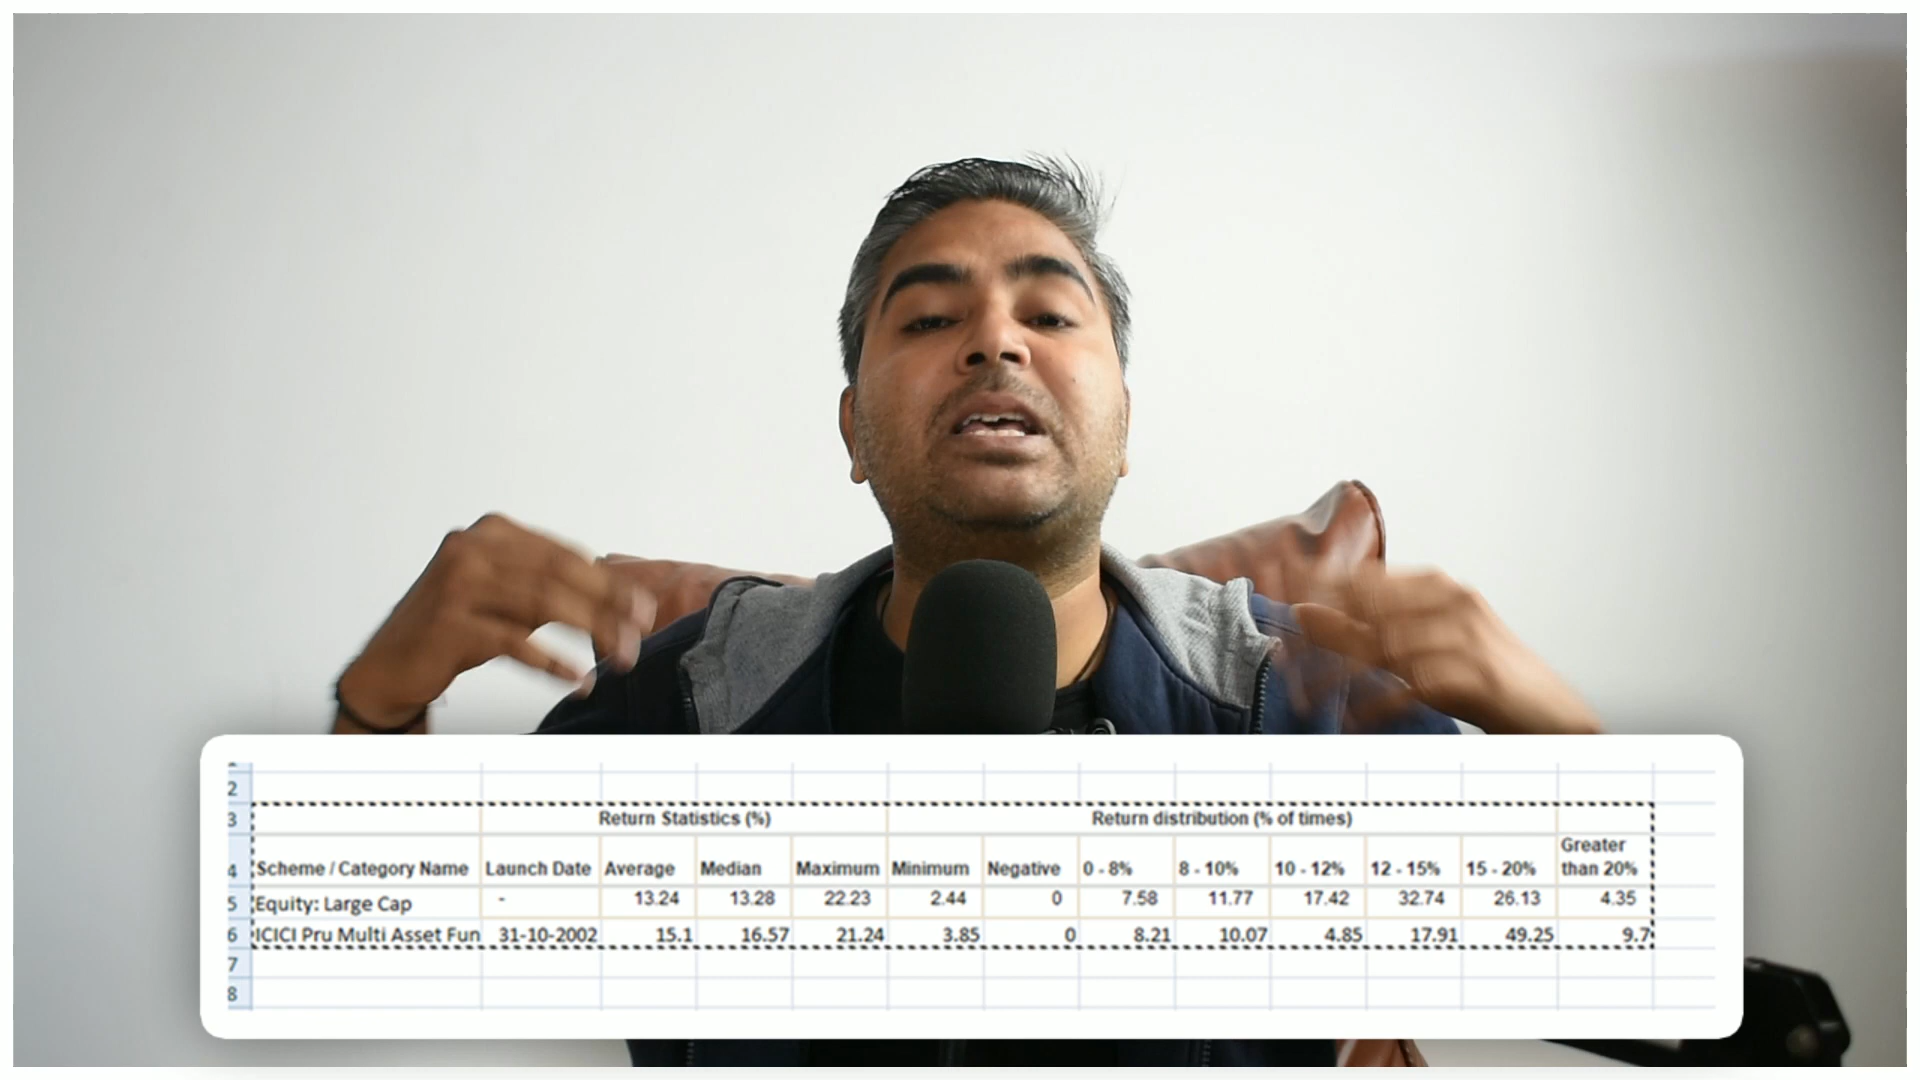 2
3 Return Statistics (%) Return distribution (% of times)
4 Scheme / Category Name Launch Date Average Median Maximum Minimum Negative 0 - 8% 8 - 10% 10 - 12% 12 - 15% 15 - 20% Greater than 20%
5 Equity: Large Cap - 13.24 13.28 22.23 2.44 0 7.58 11.77 17.42 32.74 26.13 4.35
6 ICICI Pru Multi Asset Fun 31-10-2002 15.1 16.57 21.24 3.85 0 8.21 10.07 4.85 17.91 49.25 9.7
7
8